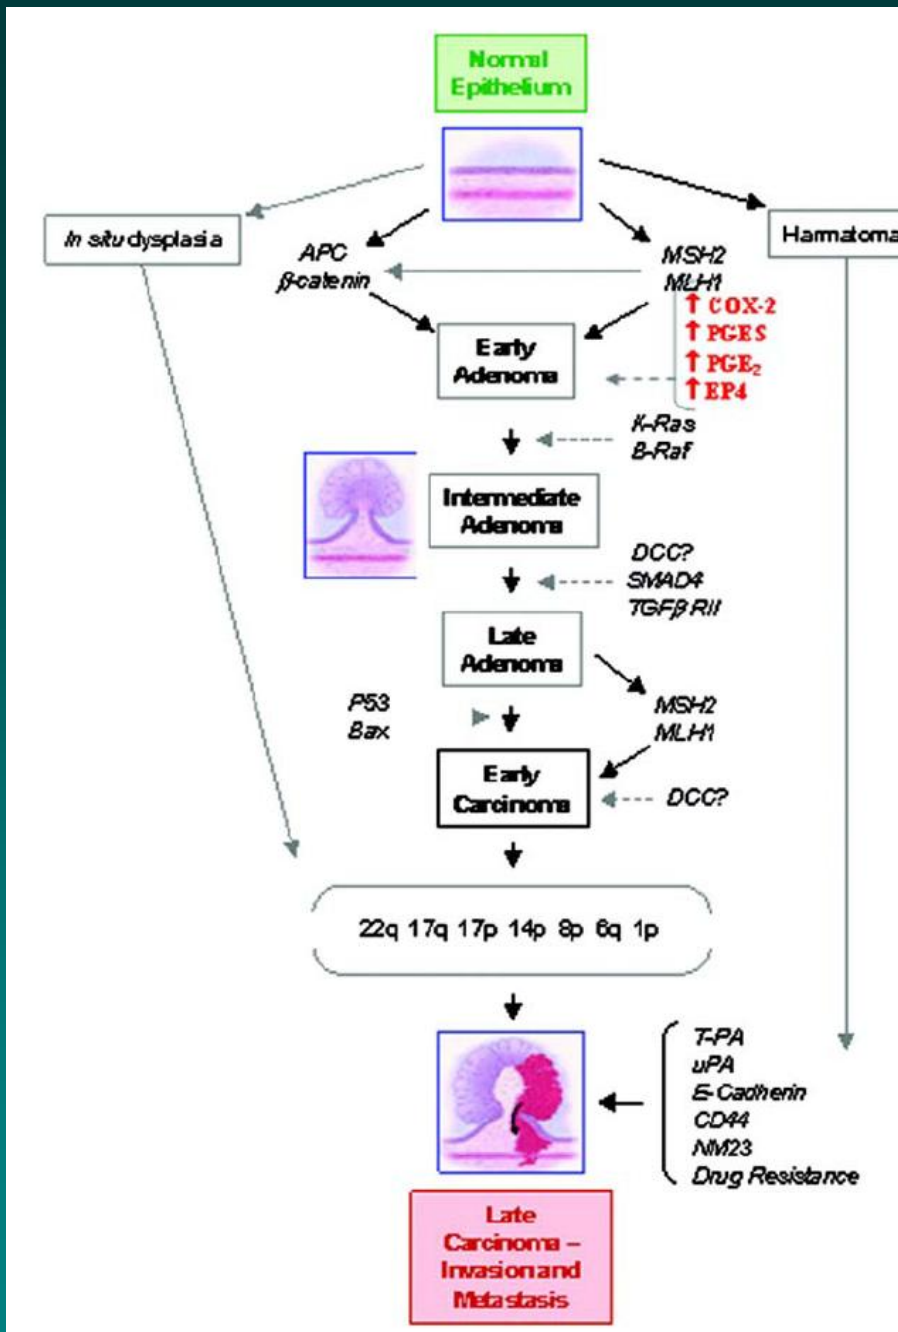 Normal
Epithelium
In situ dysplasia
Harmatoma
APC
β-catenin
MSH2
MLH1
↑ COX-2
↑ PGES
↑ PGE₂
↑ EP4
Early
Adenoma
K-Ras
B-Raf
Intermediate
Adenoma
DCC?
SMAD4
TGFβ RII
Late
Adenoma
P53
Bax
MSH2
MLH1
Early
Carcinoma
DCC?
22q 17q 17p 14p 8p 6q 1p
T-PA
uPA
E-Cadherin
CD44
NM23
Drug Resistance
Late
Carcinoma –
Invasion and
Metastasis